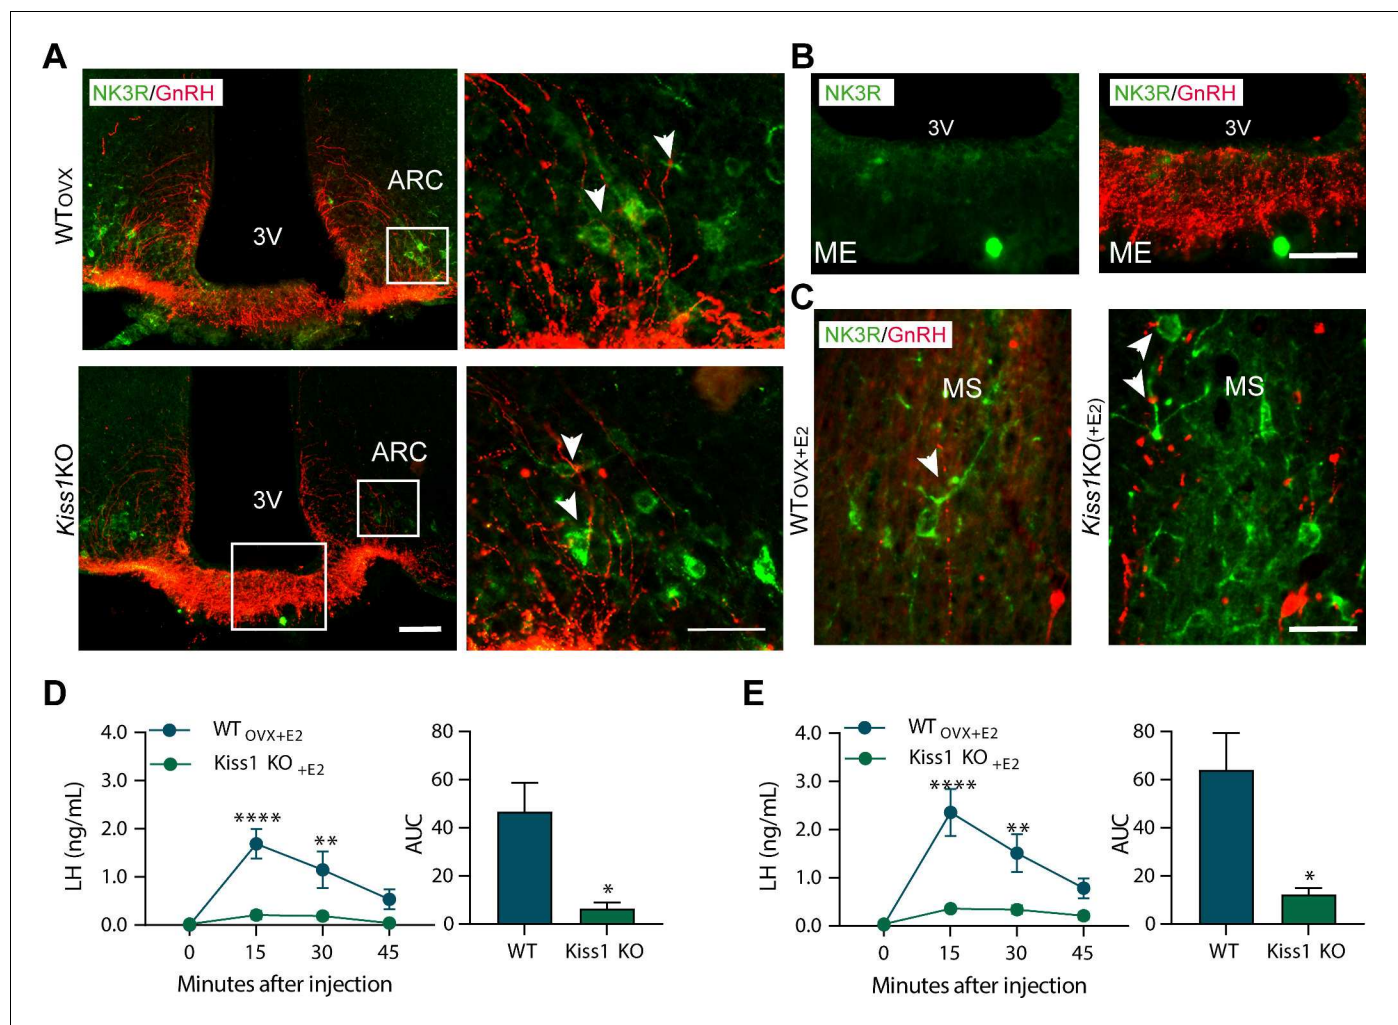 A
WTOVX
NK3R/GnRH
ARC
3V
Kiss1KO
ARC
3V
B
NK3R
3V
ME
NK3R/GnRH
3V
ME
C
WTOVX+E2
NK3R/GnRH
MS
Kiss1KO(+E2)
MS
D
WT OVX+E2
Kiss1 KO +E2
LH (ng/mL)
4.0
3.0
2.0
1.0
0.0
****
**
0 15 30 45
Minutes after injection
AUC
80
60
40
20
0
*
WT Kiss1 KO
E
WT OVX+E2
Kiss1 KO +E2
LH (ng/mL)
4.0
3.0
2.0
1.0
0.0
****
**
0 15 30 45
Minutes after injection
AUC
80
60
40
20
0
*
WT Kiss1 KO